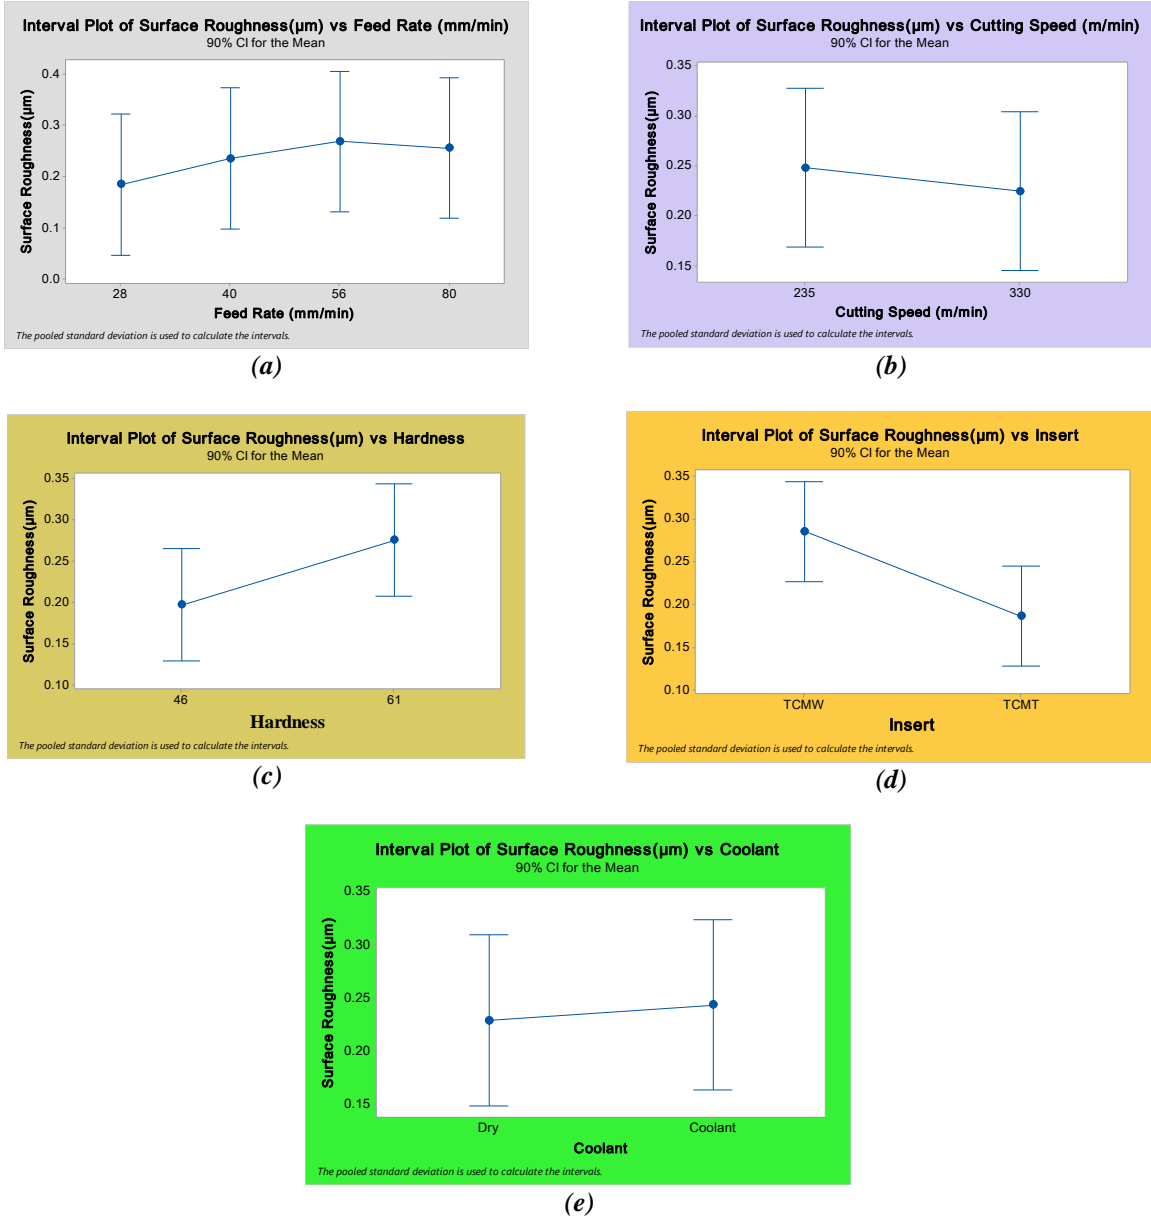 Interval Plot of Surface Roughness(µm) vs Feed Rate (mm/min)
90% CI for the Mean
Surface Roughness(µm)
0.4
0.3
0.2
0.1
0.0
28 40 56 80
Feed Rate (mm/min)
The pooled standard deviation is used to calculate the intervals.
(a)
Interval Plot of Surface Roughness(µm) vs Cutting Speed (m/min)
90% CI for the Mean
Surface Roughness(µm)
0.35
0.30
0.25
0.20
0.15
235 330
Cutting Speed (m/min)
The pooled standard deviation is used to calculate the intervals.
(b)
Interval Plot of Surface Roughness(µm) vs Hardness
90% CI for the Mean
Surface Roughness(µm)
0.35
0.30
0.25
0.20
0.15
0.10
46 61
Hardness
The pooled standard deviation is used to calculate the intervals.
(c)
Interval Plot of Surface Roughness(µm) vs Insert
90% CI for the Mean
Surface Roughness(µm)
0.35
0.30
0.25
0.20
0.15
0.10
TCMW TCMT
Insert
The pooled standard deviation is used to calculate the intervals.
(d)
Interval Plot of Surface Roughness(µm) vs Coolant
90% CI for the Mean
Surface Roughness(µm)
0.35
0.30
0.25
0.20
0.15
Dry Coolant
Coolant
The pooled standard deviation is used to calculate the intervals.
(e)